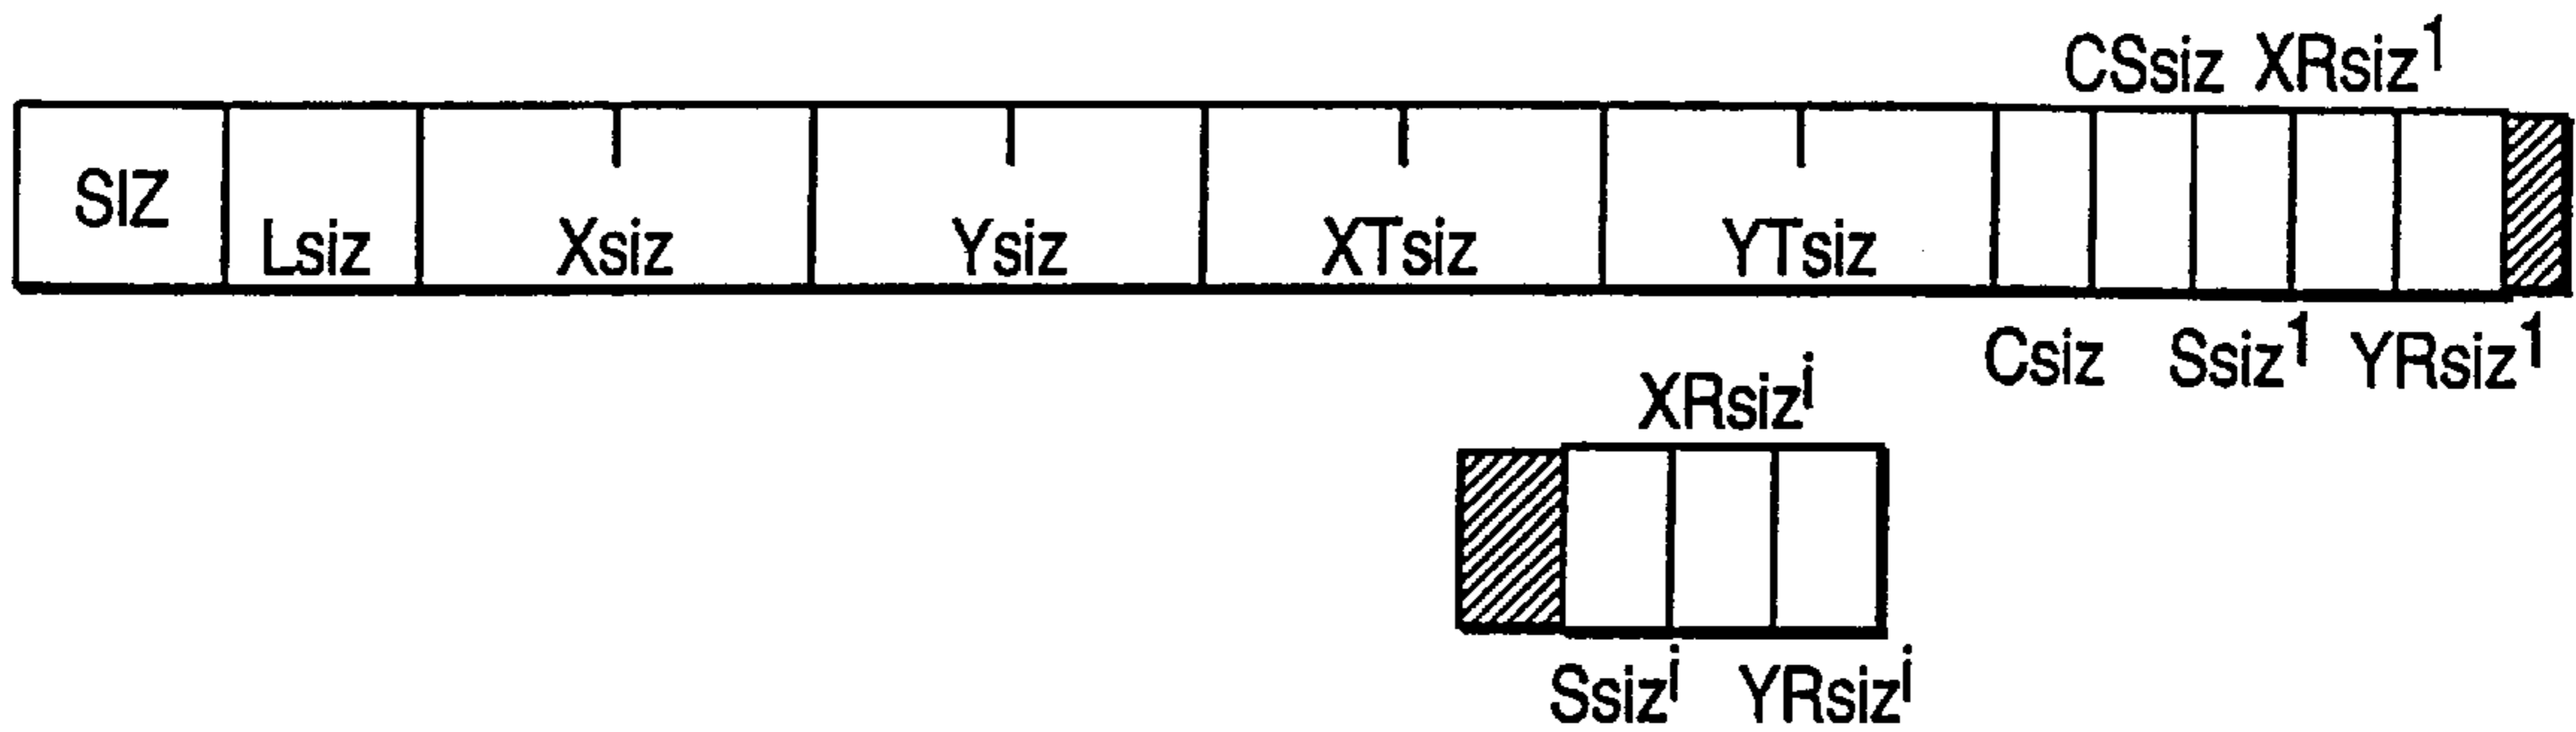 CSsiz XRsiz¹
SIZ Lsiz Xsiz Ysiz XTsiz YTsiz
Csiz Ssiz¹ YRsiz¹
XRsizⁱ
Ssizⁱ YRsizⁱ